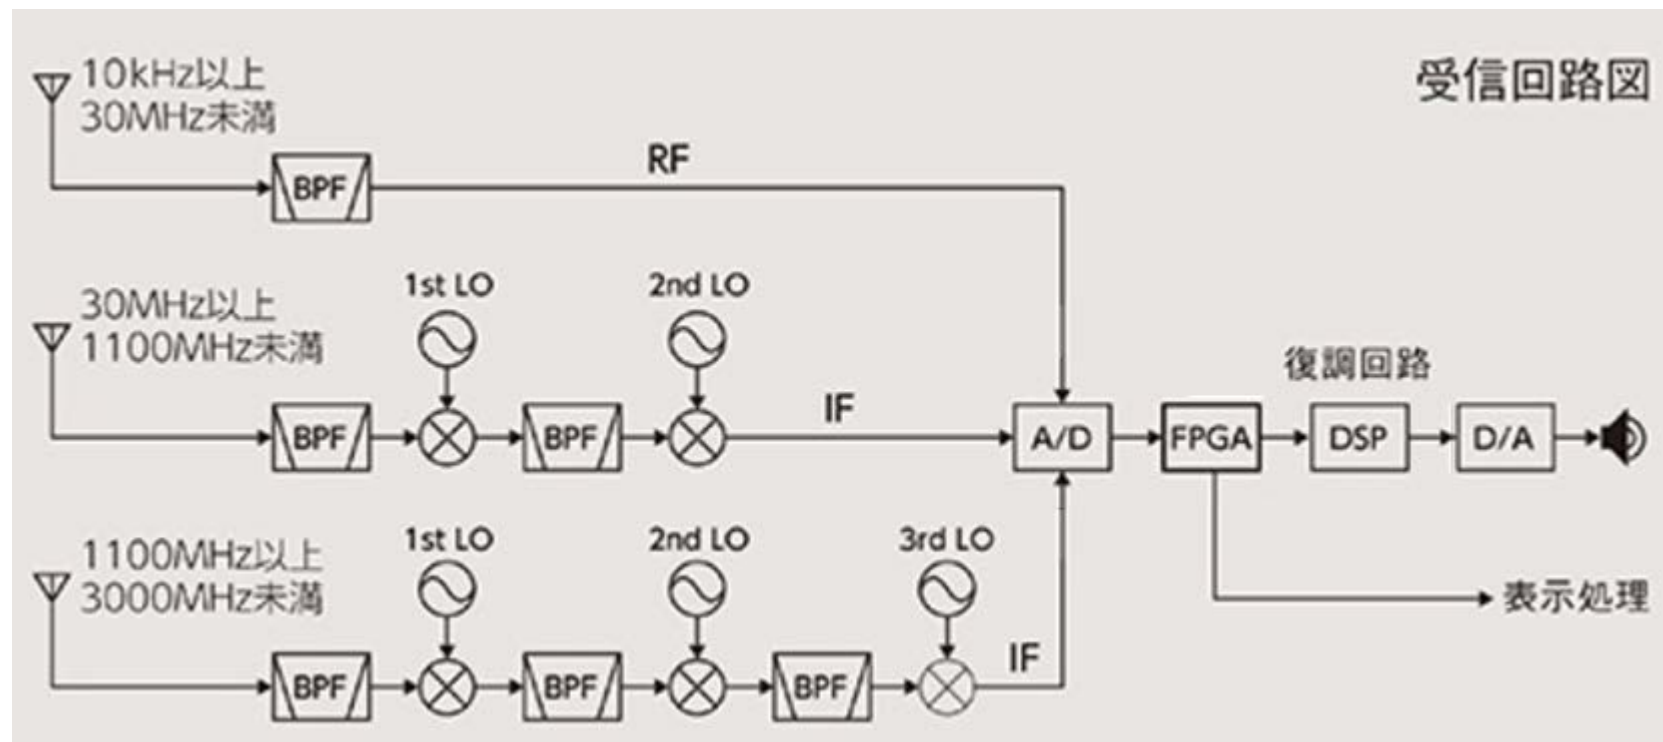 受信回路図
10kHz以上
30MHz未満
BPF
RF
30MHz以上
1100MHz未満
1st LO
2nd LO
BPF
BPF
IF
A/D
FPGA
復調回路
DSP
D/A
表示処理
1100MHz以上
3000MHz未満
1st LO
2nd LO
3rd LO
BPF
BPF
BPF
IF